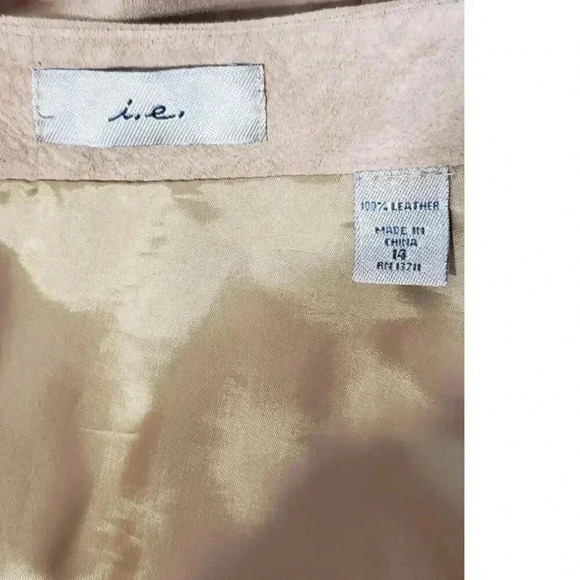 i.e.
100% LEATHER
MADE IN
CHINA
14
RN 13711